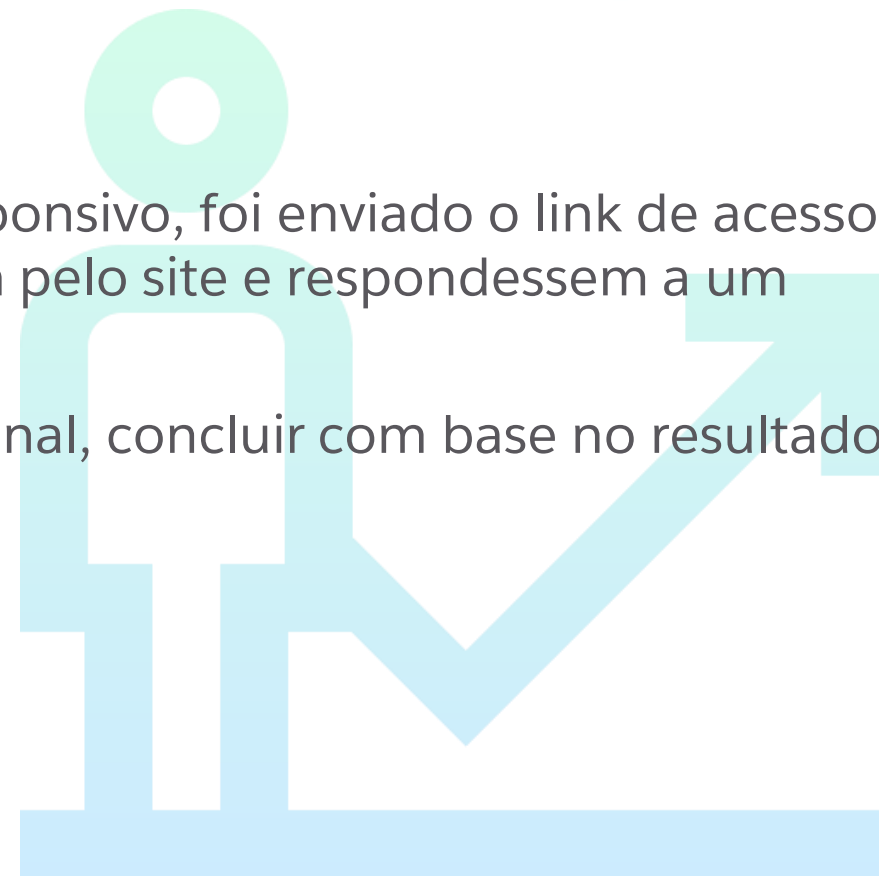 ponsivo, foi enviado o link de acesso
pelo site e respondessem a um
nal, concluir com base no resultado